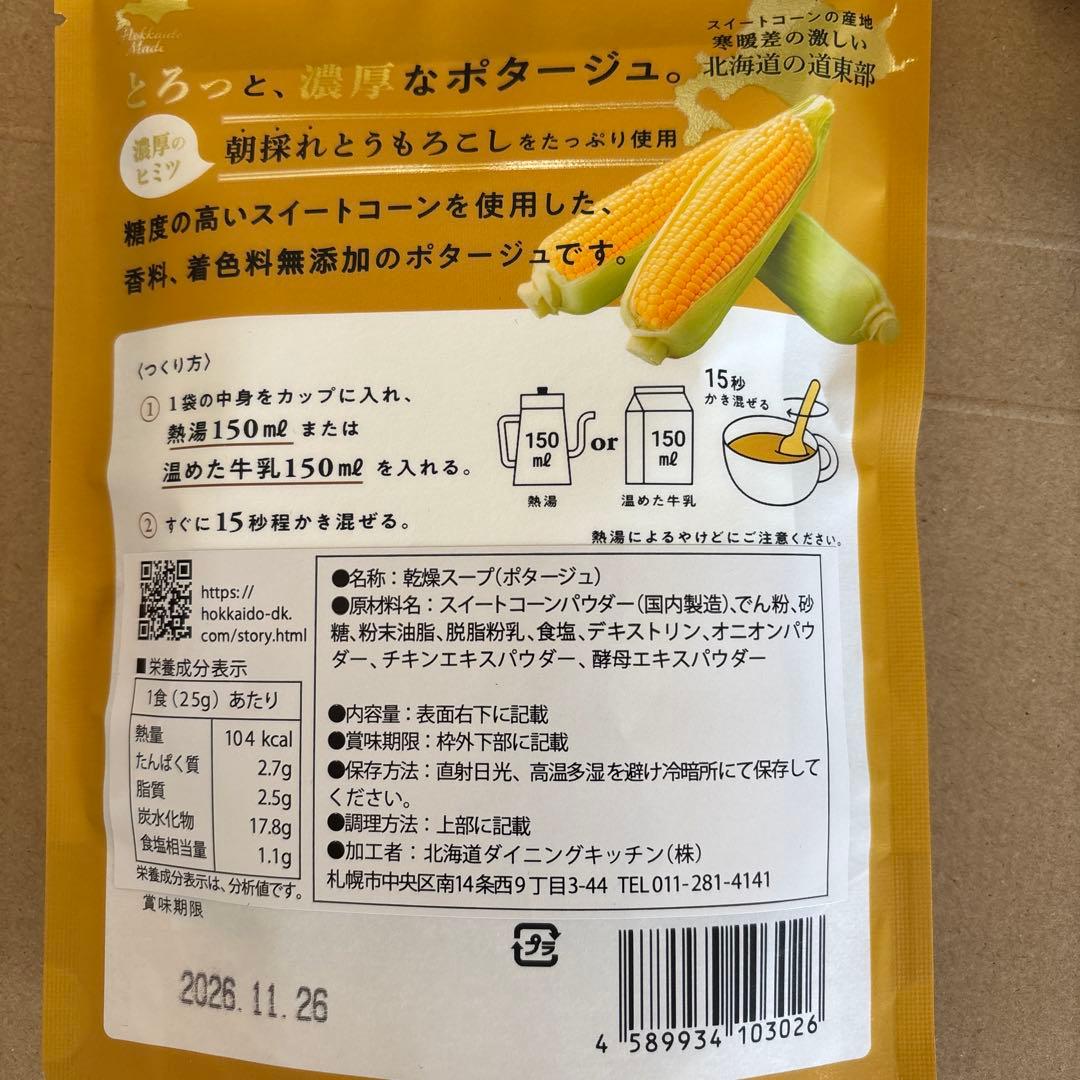 Hokkaido
Made
とろっと、濃厚なポタージュ。
スイートコーンの産地
寒暖差の激しい
北海道の道東部
濃厚の
ヒミツ
朝採れとうもろこしをたっぷり使用
糖度の高いスイートコーンを使用した、
香料、着色料無添加のポタージュです。
〈つくり方〉
① 1袋の中身をカップに入れ、
熱湯150㎖ または
温めた牛乳150㎖ を入れる。
② すぐに15秒程かき混ぜる。
150
㎖
or
150
㎖
熱湯
温めた牛乳
15秒
かき混ぜる
熱湯によるやけどにご注意ください。
https://
hokkaido-dk.
com/story.html
■栄養成分表示
1食（25g）あたり
熱量 104 kcal
たんぱく質 2.7g
脂質 2.5g
炭水化物 17.8g
食塩相当量 1.1g
栄養成分表示は、分析値です。
●名称：乾燥スープ（ポタージュ）
●原材料名：スイートコーンパウダー（国内製造）、でん粉、砂
糖、粉末油脂、脱脂粉乳、食塩、デキストリン、オニオンパウ
ダー、チキンエキスパウダー、酵母エキスパウダー
●内容量：表面右下に記載
●賞味期限：枠外下部に記載
●保存方法：直射日光、高温多湿を避け冷暗所にて保存して
ください。
●調理方法：上部に記載
●加工者：北海道ダイニングキッチン（株）
札幌市中央区南14条西9丁目3-44 TEL 011-281-4141
賞味期限
2026.11.26
プラ
4 589934 103026